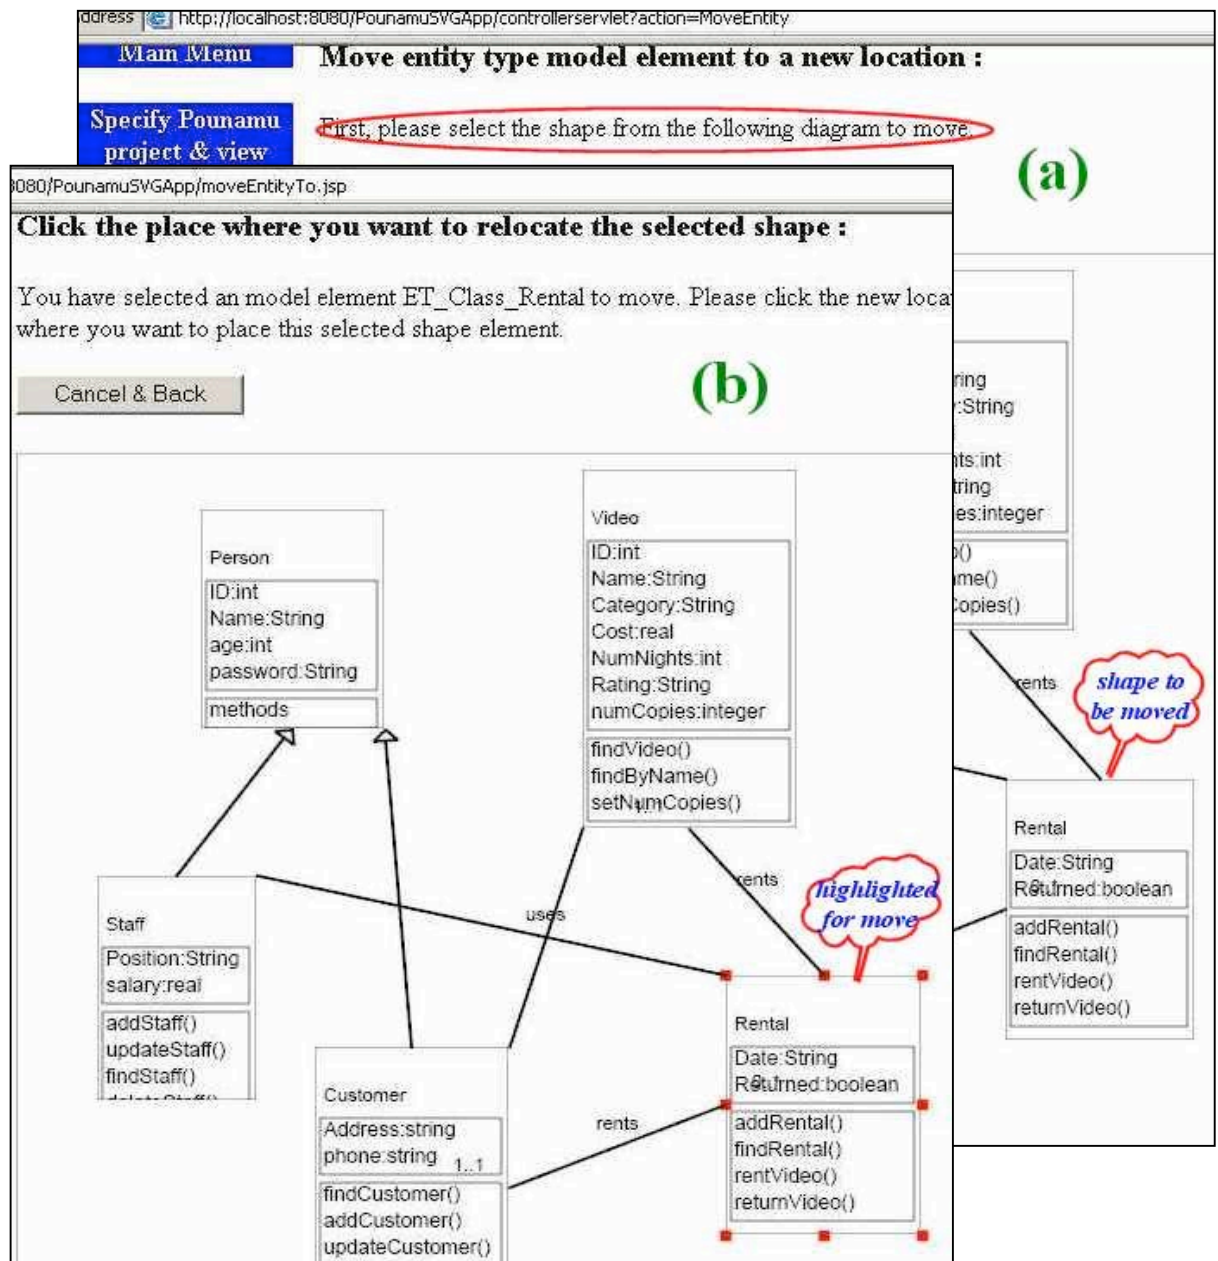 ddress http://localhost:8080/PounamuSVGApp/controllerservlet?action=MoveEntity
Main Menu
Move entity type model element to a new location :
Specify Pounamu
project & view
First, please select the shape from the following diagram to move.
(a)
8080/PounamuSVGApp/moveEntityTo.jsp
Click the place where you want to relocate the selected shape :
You have selected an model element ET_Class_Rental to move. Please click the new loca
where you want to place this selected shape element.
Cancel & Back
(b)
Person
ID:int
Name:String
age:int
password:String
methods
Video
ID:int
Name:String
Category:String
Cost:real
NumNights:int
Rating:String
numCopies:integer
findVideo()
findByName()
setNumCopies()
1..1
rents
highlighted
for move
uses
Staff
Position:String
salary:real
addStaff()
updateStaff()
findStaff()
deleteStaff()
Customer
Address:string
phone:string
1..1
findCustomer()
addCustomer()
updateCustomer()
rents
Rental
Date:String
Returned:boolean
addRental()
findRental()
rentVideo()
returnVideo()
ring
:String
ts:int
tring
es:integer
()
me()
Copies()
rents
shape to
be moved
Rental
Date:String
Returned:boolean
addRental()
findRental()
rentVideo()
returnVideo()